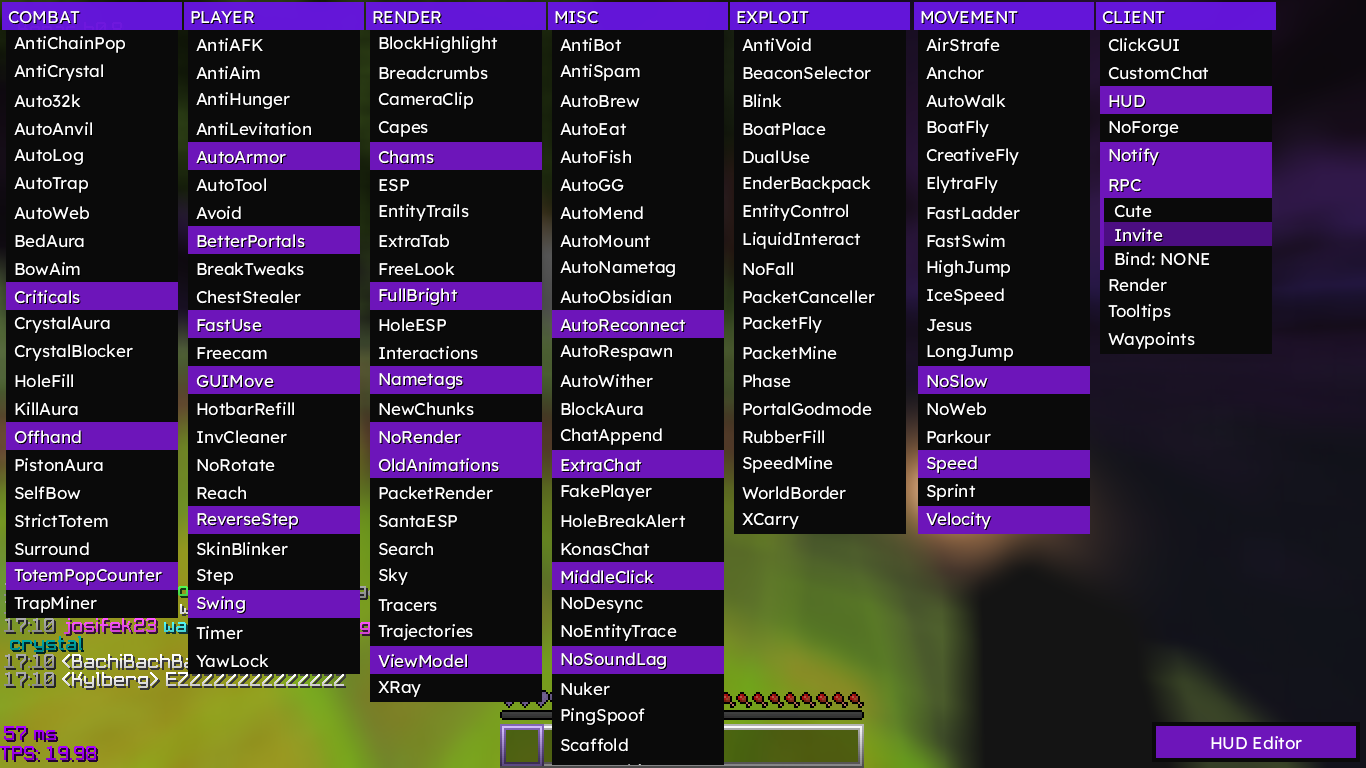 COMBAT
AntiChainPop
AntiCrystal
Auto32k
AutoAnvil
AutoLog
AutoTrap
AutoWeb
BedAura
BowAim
Criticals
CrystalAura
CrystalBlocker
HoleFill
KillAura
Offhand
PistonAura
SelfBow
StrictTotem
Surround
TotemPopCounter
TrapMiner
PLAYER
AntiAFK
AntiAim
AntiHunger
AntiLevitation
AutoArmor
AutoTool
Avoid
BetterPortals
BreakTweaks
ChestStealer
FastUse
Freecam
GUIMove
HotbarRefill
InvCleaner
NoRotate
Reach
ReverseStep
SkinBlinker
Step
Swing
Timer
YawLock
RENDER
BlockHighlight
Breadcrumbs
CameraClip
Capes
Chams
ESP
EntityTrails
ExtraTab
FreeLook
FullBright
HoleESP
Interactions
Nametags
NewChunks
NoRender
OldAnimations
PacketRender
SantaESP
Search
Sky
Tracers
Trajectories
ViewModel
XRay
MISC
AntiBot
AntiSpam
AutoBrew
AutoEat
AutoFish
AutoGG
AutoMend
AutoMount
AutoNametag
AutoObsidian
AutoReconnect
AutoRespawn
AutoWither
BlockAura
ChatAppend
ExtraChat
FakePlayer
HoleBreakAlert
KonasChat
MiddleClick
NoDesync
NoEntityTrace
NoSoundLag
Nuker
PingSpoof
Scaffold
EXPLOIT
AntiVoid
BeaconSelector
Blink
BoatPlace
DualUse
EnderBackpack
EntityControl
LiquidInteract
NoFall
PacketCanceller
PacketFly
PacketMine
Phase
PortalGodmode
RubberFill
SpeedMine
WorldBorder
XCarry
MOVEMENT
AirStrafe
Anchor
AutoWalk
BoatFly
CreativeFly
ElytraFly
FastLadder
FastSwim
HighJump
IceSpeed
Jesus
LongJump
NoSlow
NoWeb
Parkour
Speed
Sprint
Velocity
CLIENT
ClickGUI
CustomChat
HUD
NoForge
Notify
RPC
Cute
Invite
Bind: NONE
Render
Tooltips
Waypoints
17:10 josifek23 wa
crystal
17:10 <BachiBachBa
17:10 <Kylberg> EZZZZZZZZZZZZZ
57 ms
TPS: 19.98
HUD Editor